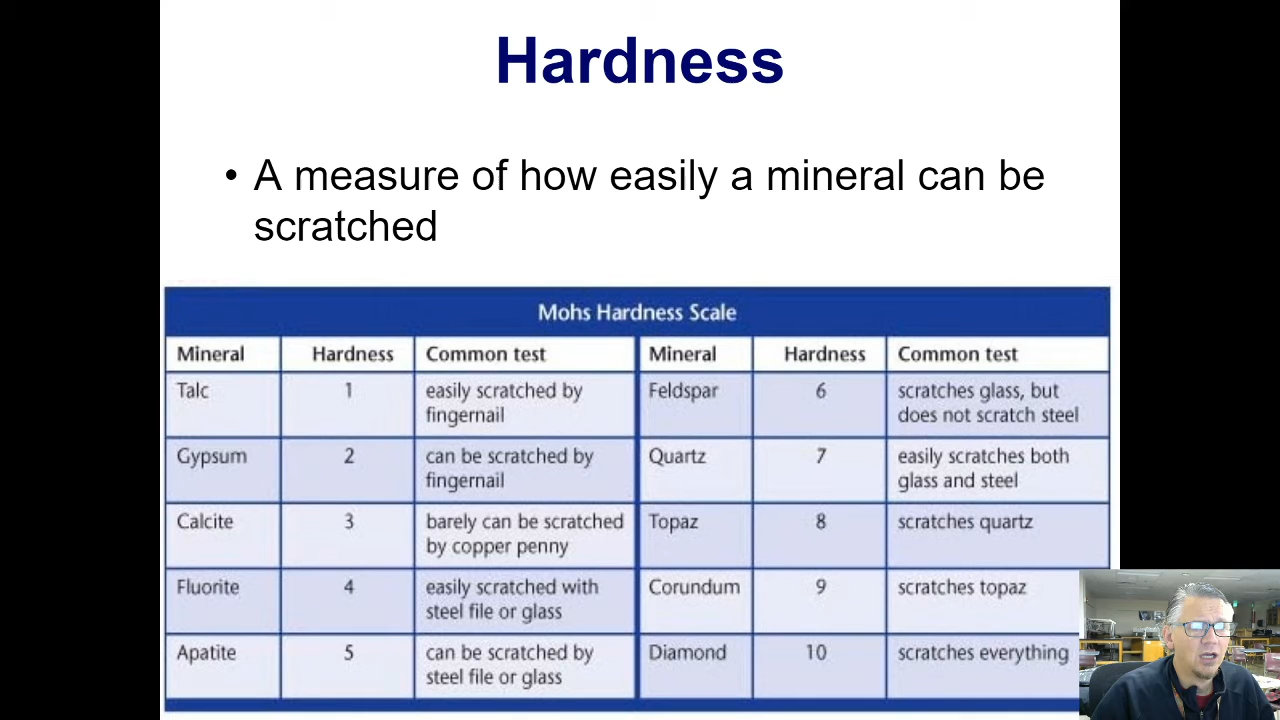 Hardness
• A measure of how easily a mineral can be
scratched
Mohs Hardness Scale
Mineral Hardness Common test Mineral Hardness Common test
Talc 1 easily scratched by
fingernail
Feldspar 6 scratches glass, but
does not scratch steel
Gypsum 2 can be scratched by
fingernail
Quartz 7 easily scratches both
glass and steel
Calcite 3 barely can be scratched
by copper penny
Topaz 8 scratches quartz
Fluorite 4 easily scratched with
steel file or glass
Corundum 9 scratches topaz
Apatite 5 can be scratched by
steel file or glass
Diamond 10 scratches everything